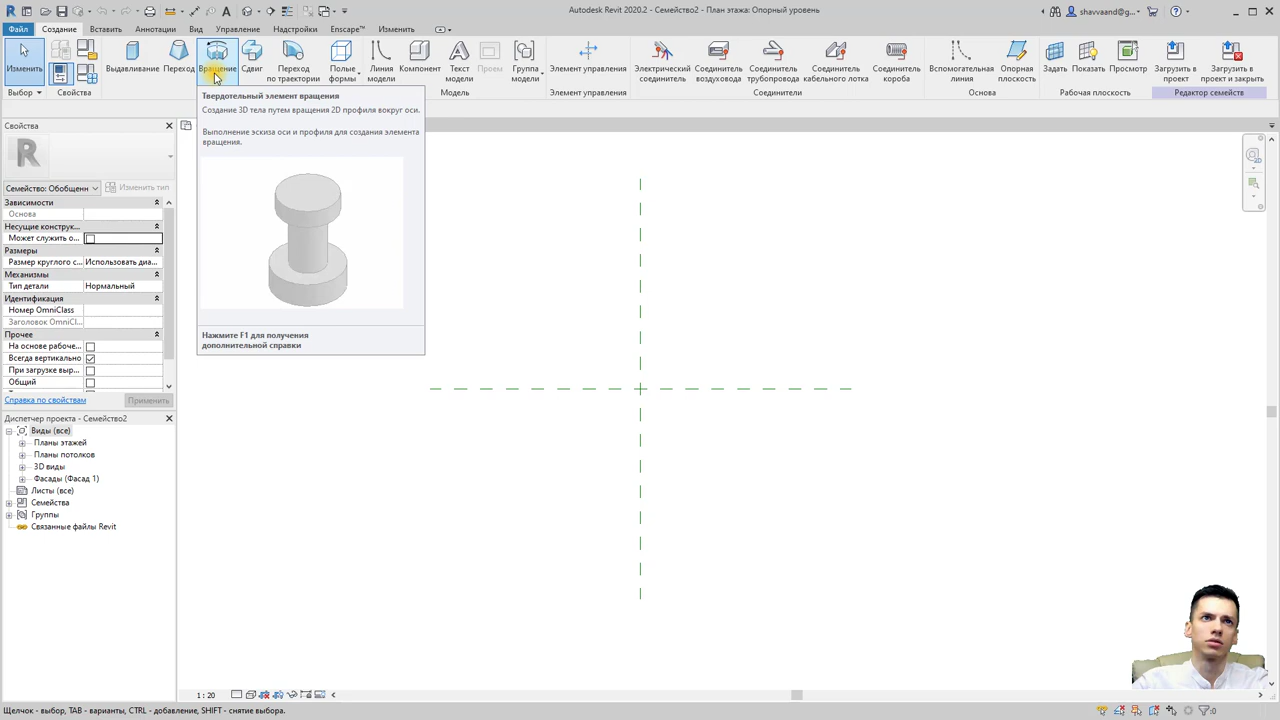 Autodesk Revit 2020.2 - Семейство2 - План этажа: Опорный уровень
shavvaand@g...
Файл Создание Вставить Аннотации Вид Управление Надстройки Enscape™ Изменить
Изменить
Выдавливание Переход Вращение Сдвиг Переход по траектории Полые формы
Линия модели Компонент Текст модели Проем Группа модели
Элемент управления
Электрический соединитель Соединитель воздуховода Соединитель трубопровода Соединитель кабельного лотка Соединитель короба
Вспомогательная линия Опорная плоскость
Задать Показать Просмотр
Загрузить в проект Загрузить в проект и закрыть
Выбор Свойства Модель Элемент управления Соединители Основа Рабочая плоскость Редактор семейств
Твердотельный элемент вращения
Создание 3D тела путем вращения 2D профиля вокруг оси.
Выполнение эскиза оси и профиля для создания элемента
вращения.
Нажмите F1 для получения
дополнительной справки
Свойства
Семейство: Обобщенн
Изменить тип
Зависимости
Основа
Несущие конструк...
Может служить о...
Размеры
Размер круглого с... Использовать диа...
Механизмы
Тип детали Нормальный
Идентификация
Номер OmniClass
Заголовок OmniCl...
Прочее
На основе рабоче...
Всегда вертикально
При загрузке выр...
Общий
Справка по свойствам Применить
Диспетчер проекта - Семейство2
Виды (все)
Планы этажей
Планы потолков
3D виды
Фасады (Фасад 1)
Листы (все)
Семейства
Группы
Связанные файлы Revit
1 : 20
Щелчок - выбор, TAB - варианты, CTRL - добавление, SHIFT - снятие выбора.
:0